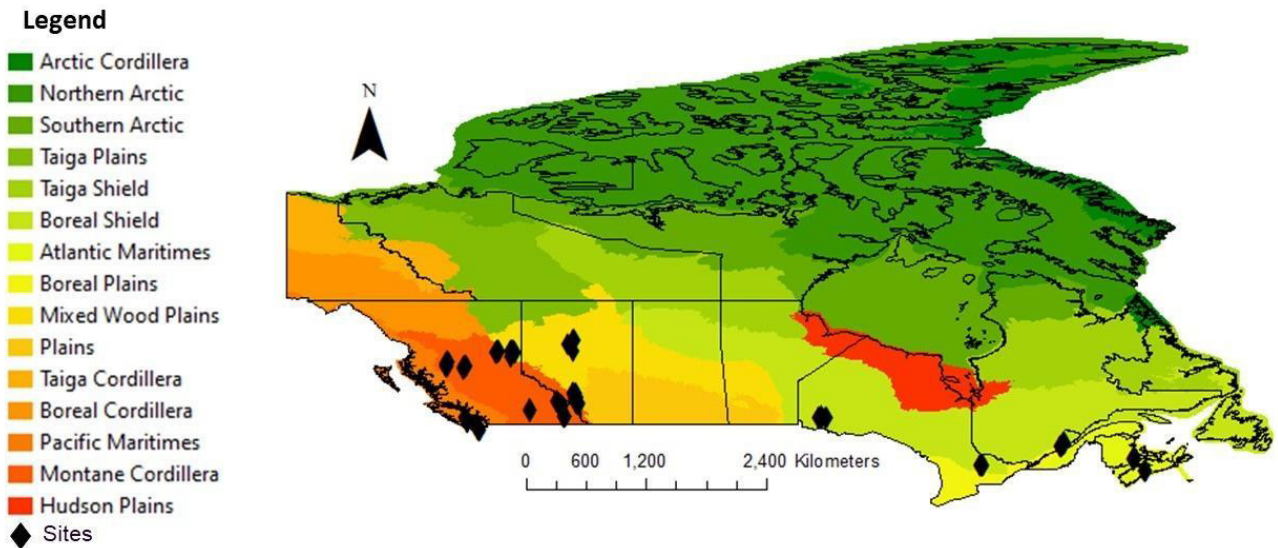 Legend
Arctic Cordillera
Northern Arctic
Southern Arctic
Taiga Plains
Taiga Shield
Boreal Shield
Atlantic Maritimes
Boreal Plains
Mixed Wood Plains
Plains
Taiga Cordillera
Boreal Cordillera
Pacific Maritimes
Montane Cordillera
Hudson Plains
Sites
N
0 600 1,200 2,400 Kilometers